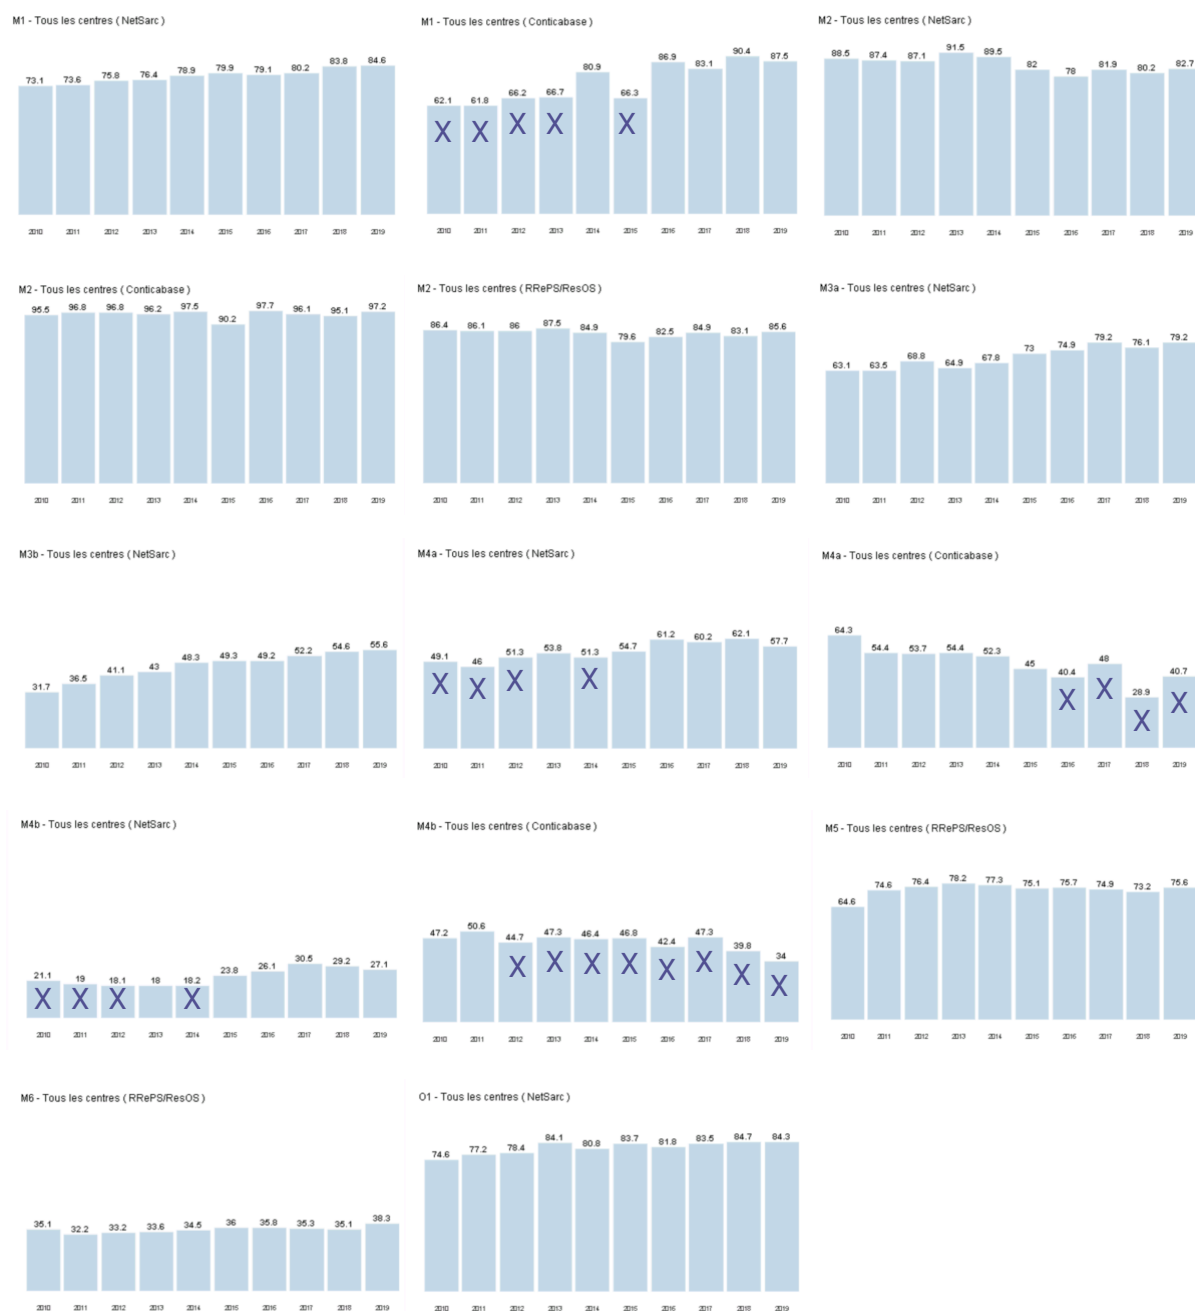 M1 - Tous les centres ( NetSarc )
73.1 73.6 75.8 76.4 78.9 79.9 79.1 80.2 83.8 84.6
2010 2011 2012 2013 2014 2015 2016 2017 2018 2019
M1 - Tous les centres ( Conticabase )
62.1 61.8 66.2 66.7 80.9 66.3 86.9 83.1 90.4 87.5
X X X X X
2010 2011 2012 2013 2014 2015 2016 2017 2018 2019
M2 - Tous les centres ( NetSarc )
88.5 87.4 87.1 91.5 89.5 82 78 81.9 80.2 82.7
2010 2011 2012 2013 2014 2015 2016 2017 2018 2019
M2 - Tous les centres ( Conticabase )
95.5 96.8 96.8 96.2 97.5 90.2 97.7 96.1 95.1 97.2
2010 2011 2012 2013 2014 2015 2016 2017 2018 2019
M2 - Tous les centres ( RRePS/ResOS )
86.4 86.1 86 87.5 84.9 79.6 82.5 84.9 83.1 85.6
2010 2011 2012 2013 2014 2015 2016 2017 2018 2019
M3a - Tous les centres ( NetSarc )
63.1 63.5 68.8 64.9 67.8 73 74.9 79.2 76.1 79.2
2010 2011 2012 2013 2014 2015 2016 2017 2018 2019
M3b - Tous les centres ( NetSarc )
31.7 36.5 41.1 43 48.3 49.3 49.2 52.2 54.6 55.6
2010 2011 2012 2013 2014 2015 2016 2017 2018 2019
M4a - Tous les centres ( NetSarc )
49.1 46 51.3 53.8 51.3 54.7 61.2 60.2 62.1 57.7
X X X X
2010 2011 2012 2013 2014 2015 2016 2017 2018 2019
M4a - Tous les centres ( Conticabase )
64.3 54.4 53.7 54.4 52.3 45 40.4 48 28.9 40.7
X X X X
2010 2011 2012 2013 2014 2015 2016 2017 2018 2019
M4b - Tous les centres ( NetSarc )
21.1 19 18.1 18 18.2 23.8 26.1 30.5 29.2 27.1
X X X X
2010 2011 2012 2013 2014 2015 2016 2017 2018 2019
M4b - Tous les centres ( Conticabase )
47.2 50.6 44.7 47.3 46.4 46.8 42.4 47.3 39.8 34
X X X X X X X X
2010 2011 2012 2013 2014 2015 2016 2017 2018 2019
M5 - Tous les centres ( RRePS/ResOS )
64.6 74.6 76.4 78.2 77.3 75.1 75.7 74.9 73.2 75.6
2010 2011 2012 2013 2014 2015 2016 2017 2018 2019
M6 - Tous les centres ( RRePS/ResOS )
35.1 32.2 33.2 33.6 34.5 36 35.8 35.3 35.1 38.3
2010 2011 2012 2013 2014 2015 2016 2017 2018 2019
O1 - Tous les centres ( NetSarc )
74.6 77.2 78.4 84.1 80.8 83.7 81.8 83.5 84.7 84.3
2010 2011 2012 2013 2014 2015 2016 2017 2018 2019